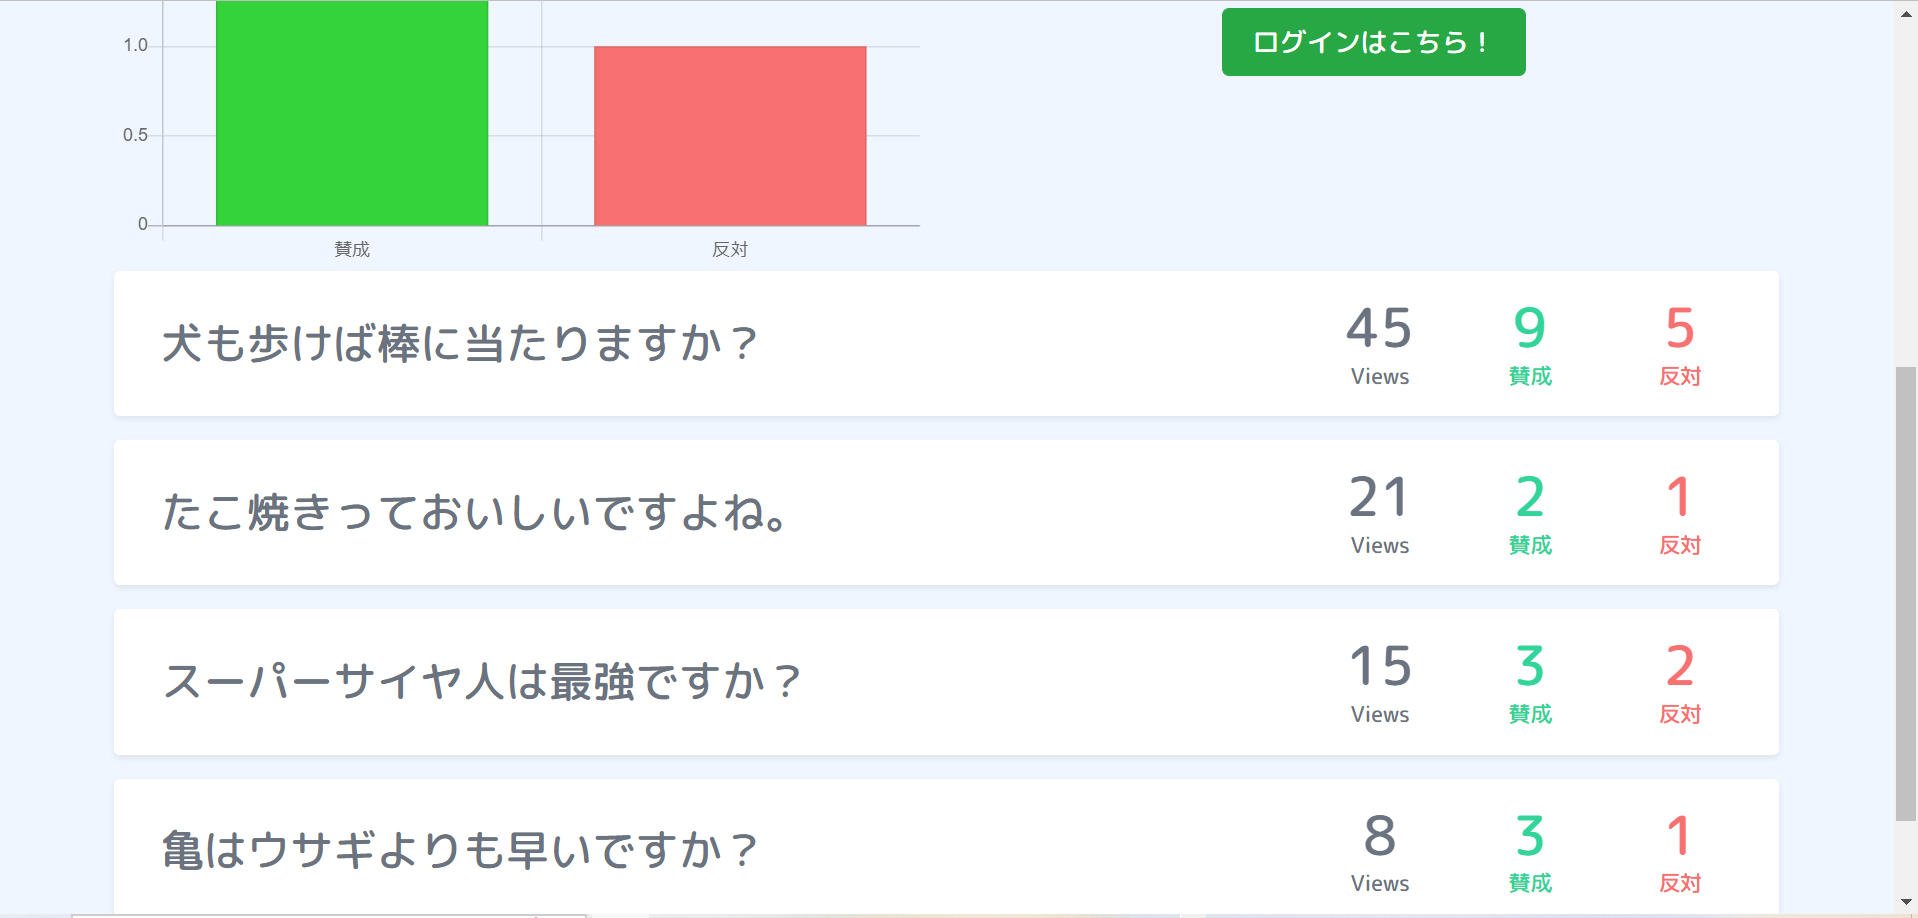 1.0
0.5
0
賛成
反対
ログインはこちら！
犬も歩けば棒に当たりますか？
45
Views
9
賛成
5
反対
たこ焼きっておいしいですよね。
21
Views
2
賛成
1
反対
スーパーサイヤ人は最強ですか？
15
Views
3
賛成
2
反対
亀はウサギよりも早いですか？
8
Views
3
賛成
1
反対